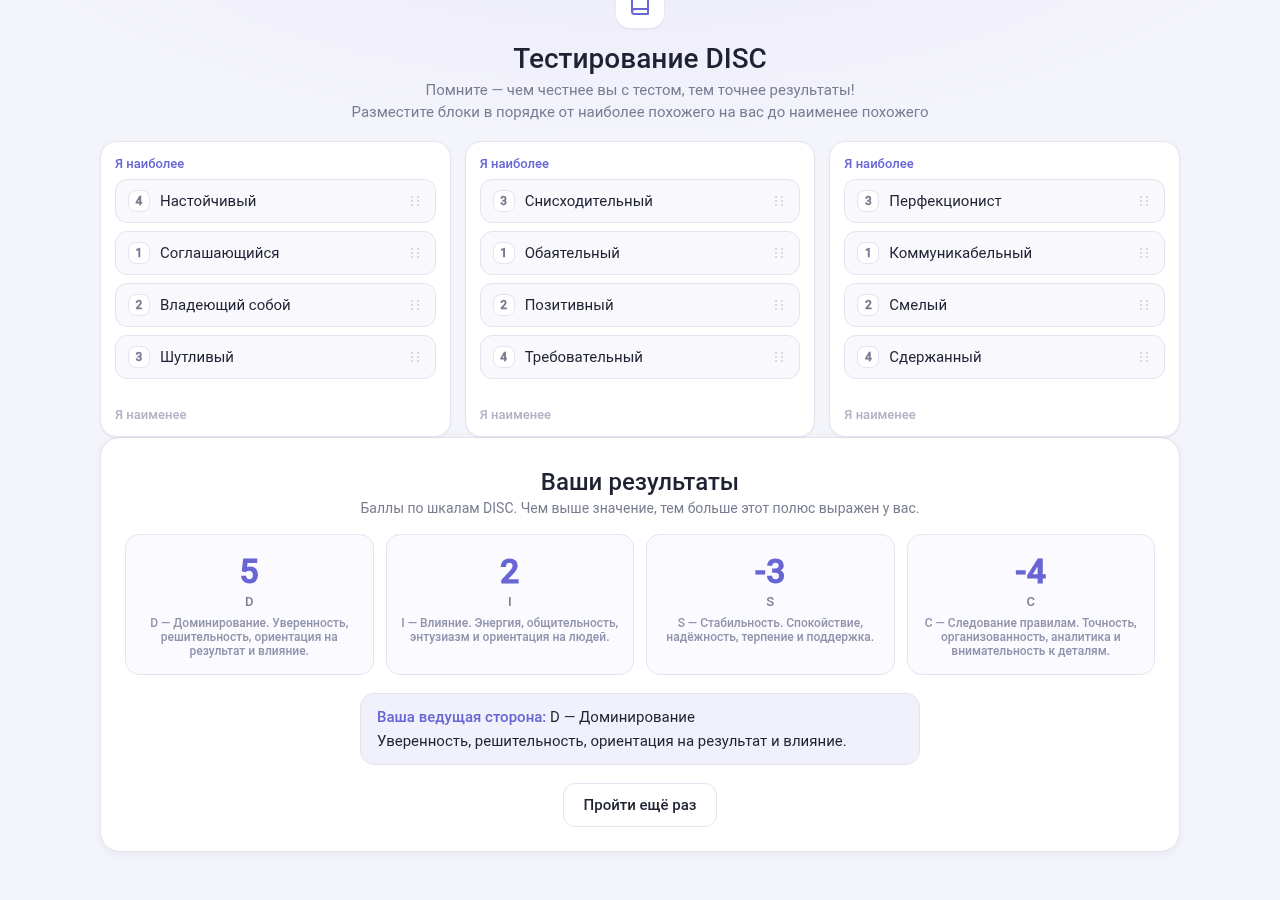 Тестирование DISC
Помните — чем честнее вы с тестом, тем точнее результаты!
Разместите блоки в порядке от наиболее похожего на вас до наименее похожего
Я наиболее
4 Настойчивый
1 Соглашающийся
2 Владеющий собой
3 Шутливый
Я наименее
Я наиболее
3 Снисходительный
1 Обаятельный
2 Позитивный
4 Требовательный
Я наименее
Я наиболее
3 Перфекционист
1 Коммуникабельный
2 Смелый
4 Сдержанный
Я наименее
Ваши результаты
Баллы по шкалам DISC. Чем выше значение, тем больше этот полюс выражен у вас.
5
D
D — Доминирование. Уверенность,
решительность, ориентация на
результат и влияние.
2
I
I — Влияние. Энергия, общительность,
энтузиазм и ориентация на людей.
-3
S
S — Стабильность. Спокойствие,
надёжность, терпение и поддержка.
-4
C
C — Следование правилам. Точность,
организованность, аналитика и
внимательность к деталям.
Ваша ведущая сторона: D — Доминирование
Уверенность, решительность, ориентация на результат и влияние.
Пройти ещё раз